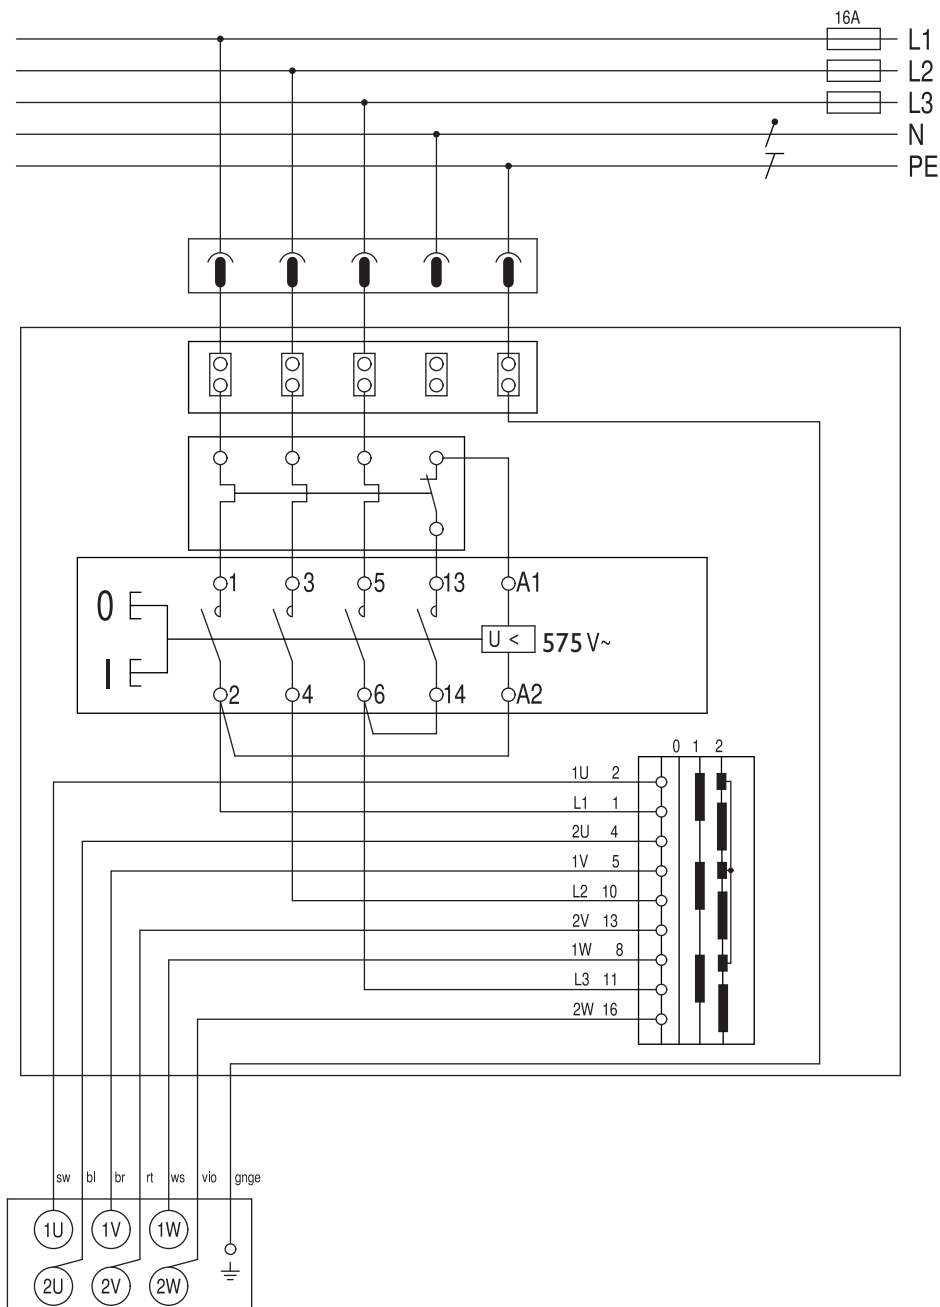 16A
L1
L2
L3
N
PE
1 3 5 13 A1
0
U < 575 V~
I
2 4 6 14 A2
0 1 2
1U 2
L1 1
2U 4
1V 5
L2 10
2V 13
1W 8
L3 11
2W 16
sw bl br rt ws vio gnge
1U 1V 1W
2U 2V 2W